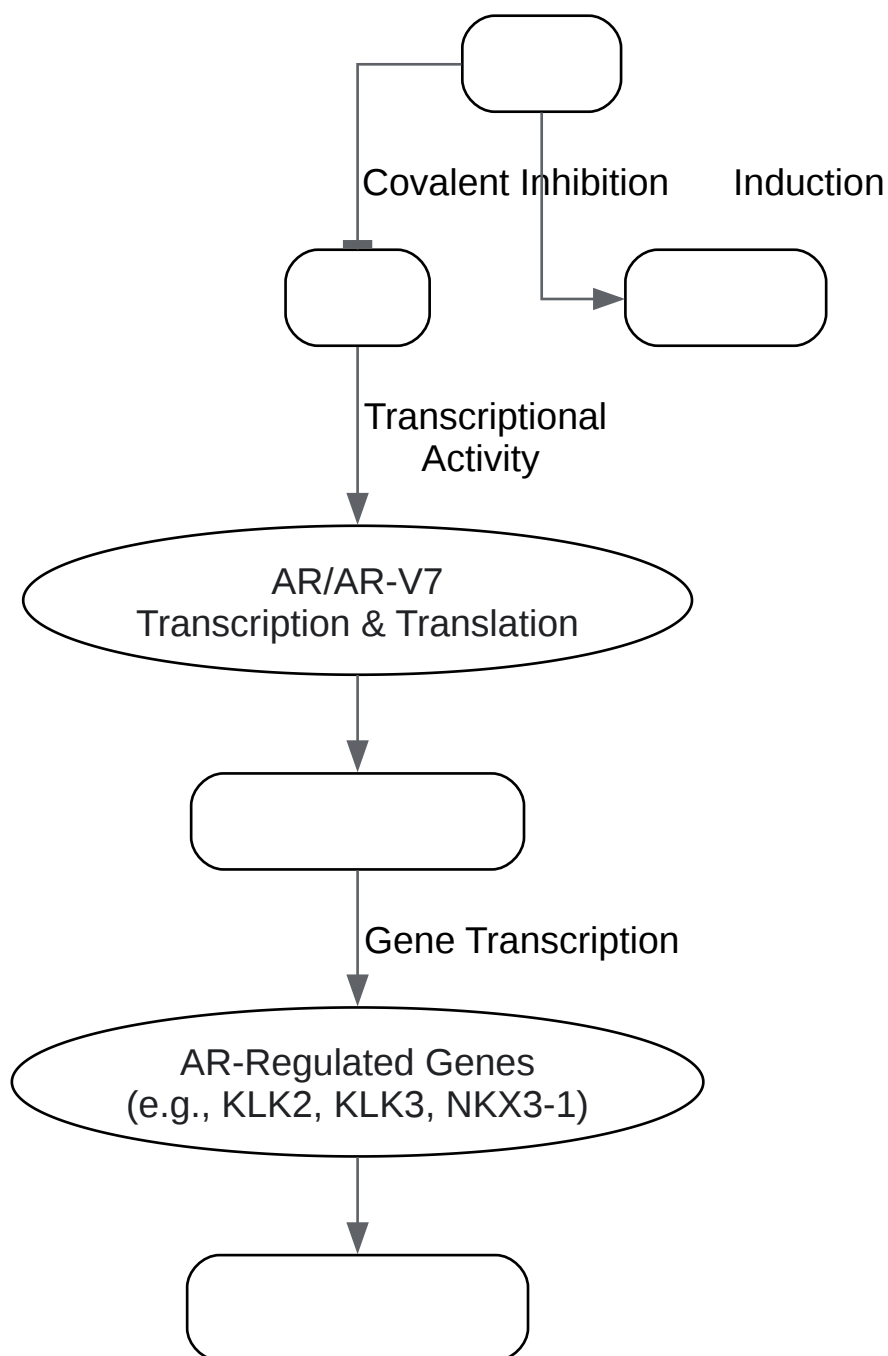 Covalent Inhibition
Induction
Transcriptional
Activity
AR/AR-V7
Transcription & Translation
Gene Transcription
AR-Regulated Genes
(e.g., KLK2, KLK3, NKX3-1)